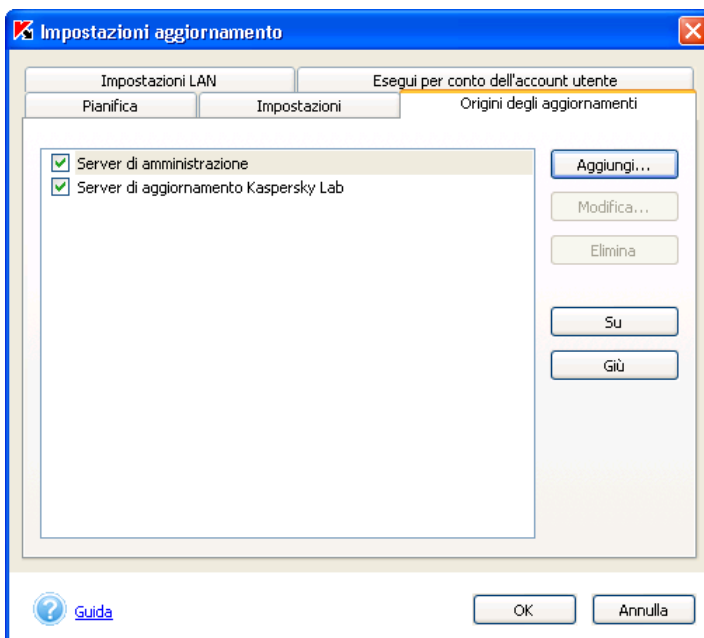 Impostazioni aggiornamento
Impostazioni LAN
Esegui per conto dell'account utente
Pianifica
Impostazioni
Origini degli aggiornamenti
Server di amministrazione
Server di aggiornamento Kaspersky Lab
Aggiungi...
Modifica...
Elimina
Su
Giù
Guida
OK
Annulla